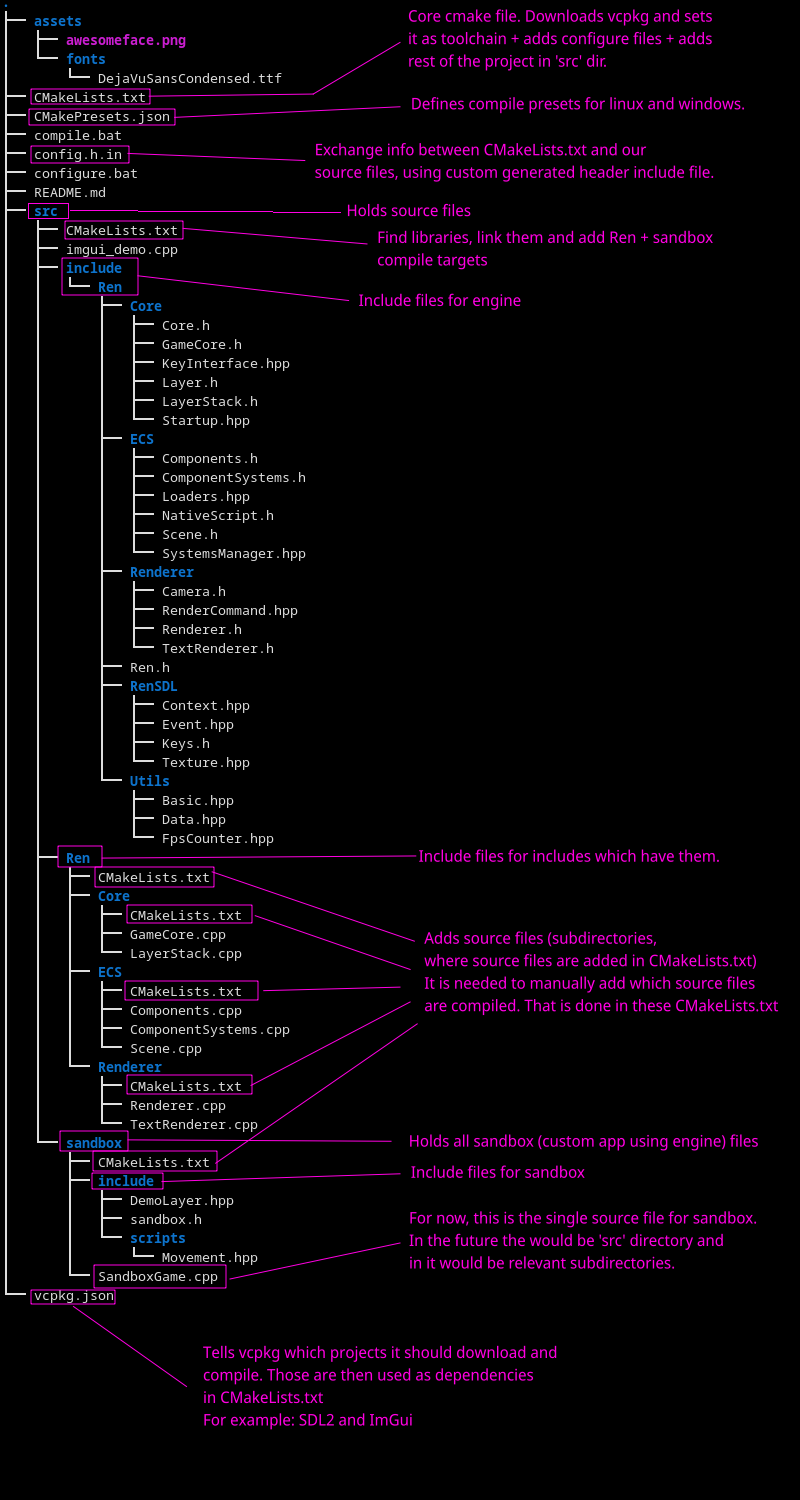 .
assets
awesomeface.png
fonts
DejaVuSansCondensed.ttf
CMakeLists.txt
CMakePresets.json
compile.bat
config.h.in
configure.bat
README.md
src
CMakeLists.txt
imgui_demo.cpp
include
Ren
Core
Core.h
GameCore.h
KeyInterface.hpp
Layer.h
LayerStack.h
Startup.hpp
ECS
Components.h
ComponentSystems.h
Loaders.hpp
NativeScript.h
Scene.h
SystemsManager.hpp
Renderer
Camera.h
RenderCommand.hpp
Renderer.h
TextRenderer.h
Ren.h
RenSDL
Context.hpp
Event.hpp
Keys.h
Texture.hpp
Utils
Basic.hpp
Data.hpp
FpsCounter.hpp
Ren
CMakeLists.txt
Core
CMakeLists.txt
GameCore.cpp
LayerStack.cpp
ECS
CMakeLists.txt
Components.cpp
ComponentSystems.cpp
Scene.cpp
Renderer
CMakeLists.txt
Renderer.cpp
TextRenderer.cpp
sandbox
CMakeLists.txt
include
DemoLayer.hpp
sandbox.h
scripts
Movement.hpp
SandboxGame.cpp
vcpkg.json
Core cmake file. Downloads vcpkg and sets
it as toolchain + adds configure files + adds
rest of the project in 'src' dir.
Defines compile presets for linux and windows.
Exchange info between CMakeLists.txt and our
source files, using custom generated header include file.
Holds source files
Find libraries, link them and add Ren + sandbox
compile targets
Include files for engine
Include files for includes which have them.
Adds source files (subdirectories,
where source files are added in CMakeLists.txt)
It is needed to manually add which source files
are compiled. That is done in these CMakeLists.txt
Holds all sandbox (custom app using engine) files
Include files for sandbox
For now, this is the single source file for sandbox.
In the future the would be 'src' directory and
in it would be relevant subdirectories.
Tells vcpkg which projects it should download and
compile. Those are then used as dependencies
in CMakeLists.txt
For example: SDL2 and ImGui